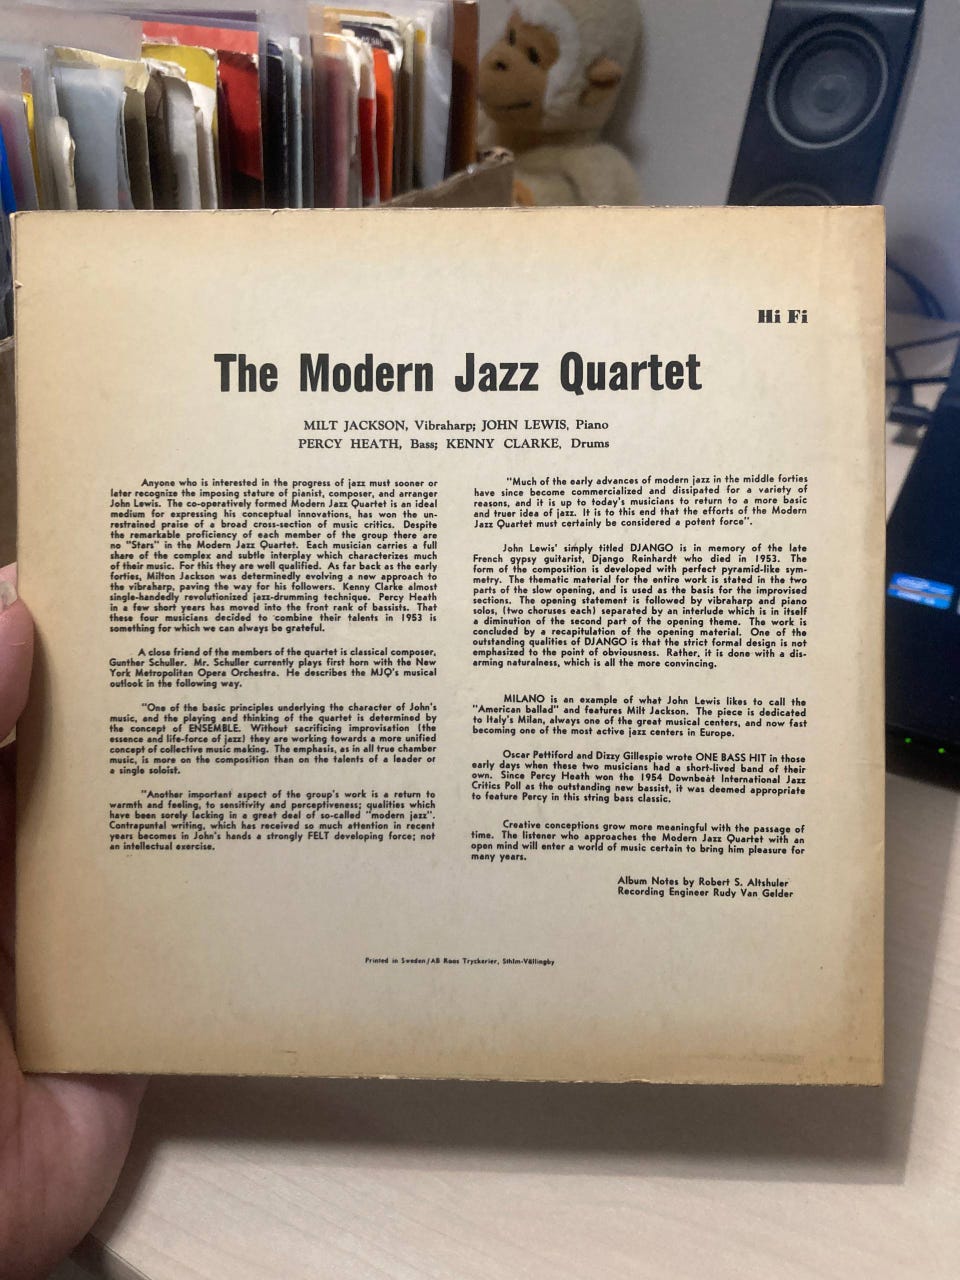 Hi Fi
The Modern Jazz Quartet
MILT JACKSON, Vibraharp; JOHN LEWIS, Piano
PERCY HEATH, Bass; KENNY CLARKE, Drums
Anyone who is interested in the progress of jazz must sooner or
later recognize the imposing stature of pianist, composer, and arranger
John Lewis. The co-operatively formed Modern Jazz Quartet is an ideal
medium for expressing his conceptual innovations, has won the un-
restrained praise of a broad cross-section of music critics. Despite
the remarkable proficiency of each member of the group there are
no "Stars" in the Modern Jazz Quartet. Each musician carries a full
share of the complex and subtle interplay which characterizes much
of their music. For this they are well qualified. As far back as the early
forties, Milton Jackson was determinedly evolving a new approach to
the vibraharp, paving the way for his followers. Kenny Clarke almost
single-handedly revolutionized jazz-drumming technique. Percy Heath
in a few short years has moved into the front rank of bassists. That
these four musicians decided to combine their talents in 1953 is
something for which we can always be grateful.
A close friend of the members of the quartet is classical composer,
Gunther Schuller. Mr. Schuller currently plays first horn with the New
York Metropolitan Opera Orchestra. He describes the MJQ's musical
outlook in the following way.
"One of the basic principles underlying the character of John's
music, and the playing and thinking of the quartet is determined by
the concept of ENSEMBLE. Without sacrificing improvisation (the
essence and life-force of jazz) they are working towards a more unified
concept of collective music making. The emphasis, as in all true chamber
music, is more on the composition than on the talents of a leader or
a single soloist.
"Another important aspect of the group's work is a return to
warmth and feeling, to sensitivity and perceptiveness; qualities which
have been sorely lacking in a great deal of so-called "modern jazz".
Contrapuntal writing, which has received so much attention in recent
years becomes in John's hands a strongly FELT developing force; not
an intellectual exercise.
"Much of the early advances of modern jazz in the middle forties
have since become commercialized and dissipated for a variety of
reasons, and it is up to today's musicians to return to a more basic
and truer idea of jazz. It is to this end that the efforts of the Modern
Jazz Quartet must certainly be considered a potent force".
John Lewis' simply titled DJANGO is in memory of the late
French gypsy guitarist, Django Reinhardt who died in 1953. The
form of the composition is developed with perfect pyramid-like sym-
metry. The thematic material for the entire work is stated in the two
parts of the slow opening, and is used as the basis for the improvised
sections. The opening statement is followed by vibraharp and piano
solos, (two choruses each) separated by an interlude which is in itself
a diminution of the second part of the opening theme. The work is
concluded by a recapitulation of the opening material. One of the
outstanding qualities of DJANGO is that the strict formal design is not
emphasized to the point of obviousness. Rather, it is done with a dis-
arming naturalness, which is all the more convincing.
MILANO is an example of what John Lewis likes to call the
"American ballad" and features Milt Jackson. The piece is dedicated
to Italy's Milan, always one of the great musical centers, and now fast
becoming one of the most active jazz centers in Europe.
Oscar Pettiford and Dizzy Gillespie wrote ONE BASS HIT in those
early days when these two musicians had a short-lived band of their
own. Since Percy Heath won the 1954 Downbeat International Jazz
Critics Poll as the outstanding new bassist, it was deemed appropriate
to feature Percy in this string bass classic.
Creative conceptions grow more meaningful with the passage of
time. The listener who approaches the Modern Jazz Quartet with an
open mind will enter a world of music certain to bring him pleasure for
many years.
Album Notes by Robert S. Altshuler
Recording Engineer Rudy Van Gelder
Printed in Sweden/AB Roos Tryckerier, Sthlm-Vällingby